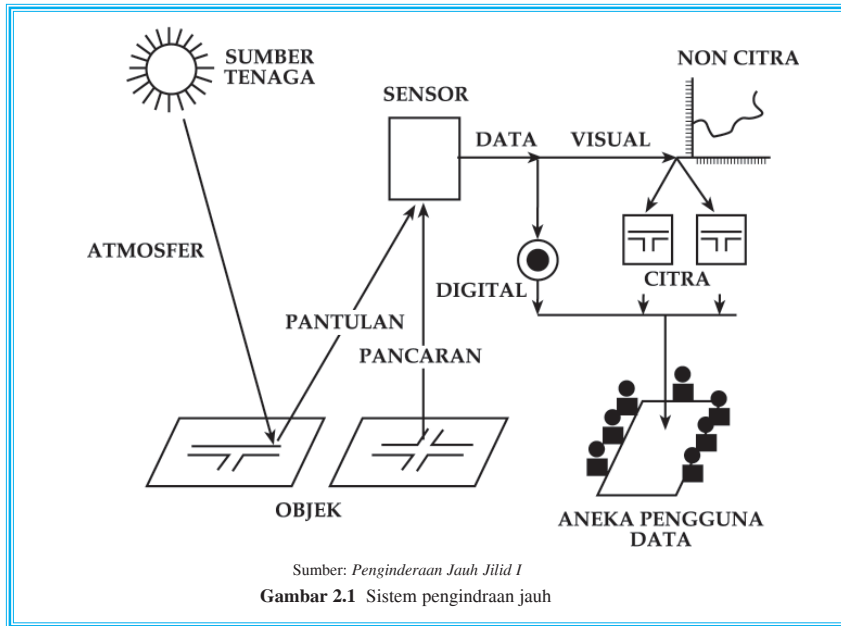 SUMBER
TENAGA
NON CITRA
SENSOR
DATA
VISUAL
ATMOSFER
CITRA
DIGITAL
PANTULAN
PANCARAN
OBJEK
ANEKA PENGGUNA
DATA
Sumber: Penginderaan Jauh Jilid I
Gambar 2.1 Sistem pengindraan jauh